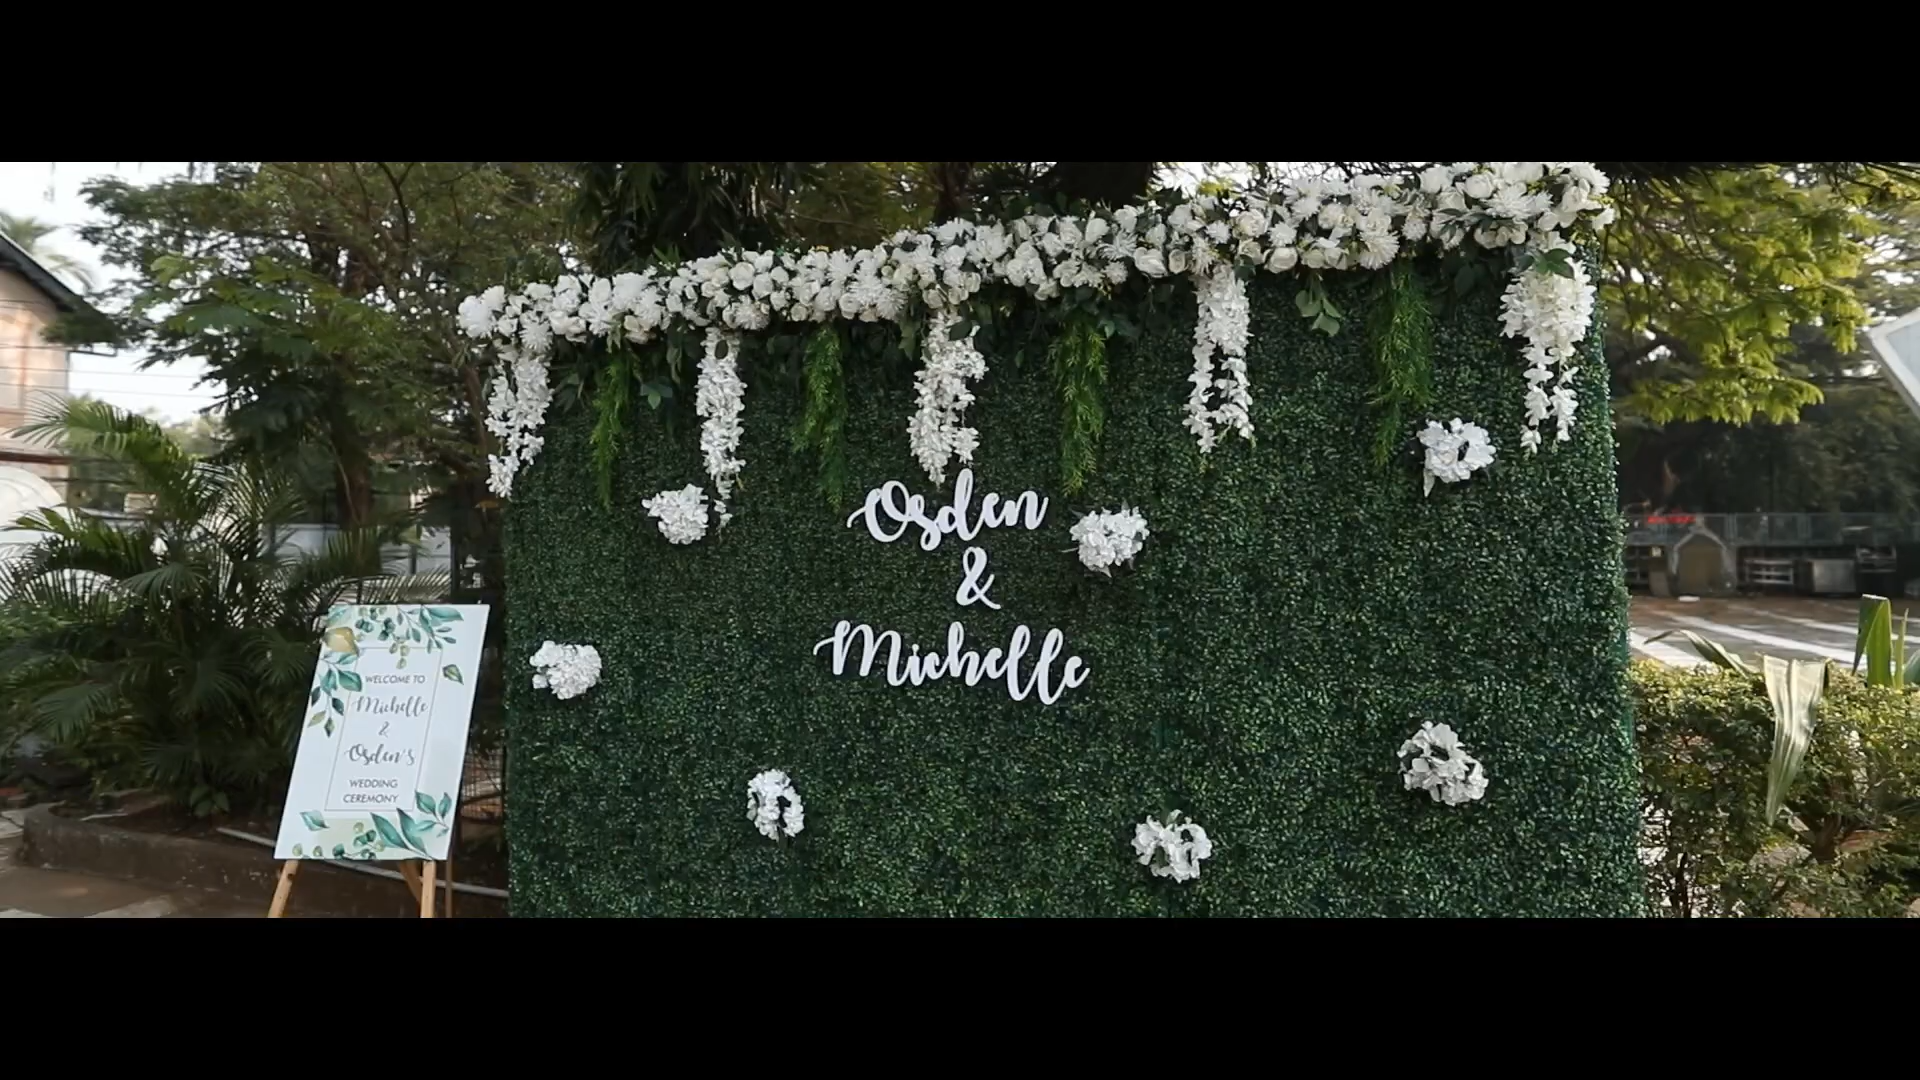 Osden
&
Michelle
WELCOME TO
Michelle
&
Osden's
WEDDING
CEREMONY